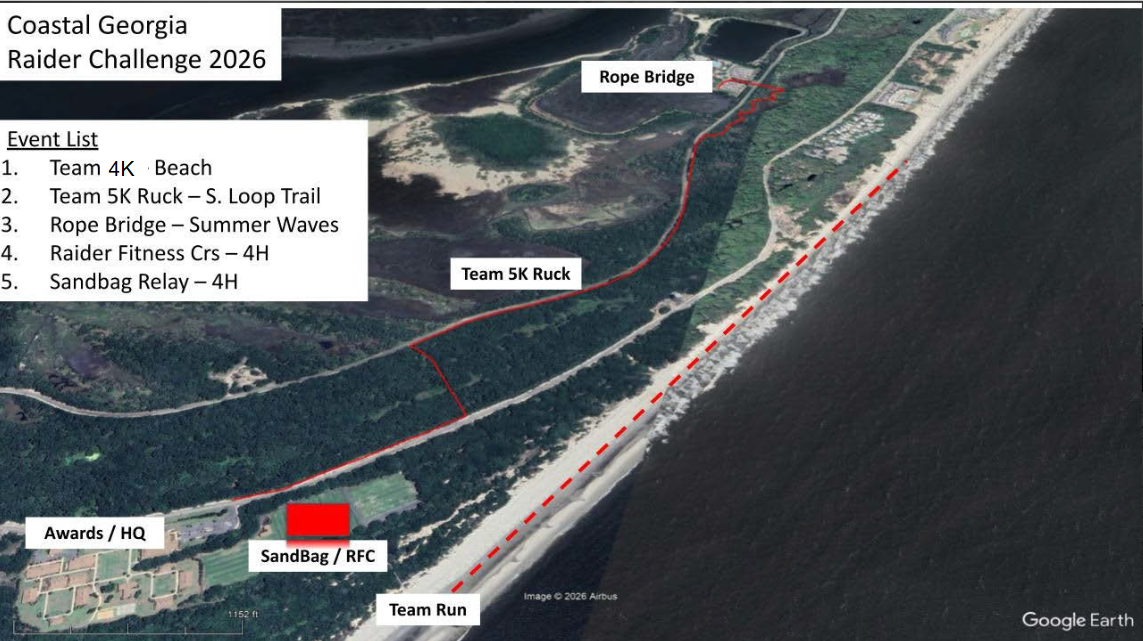 Coastal Georgia
Raider Challenge 2026
Event List
1. Team 4K Beach
2. Team 5K Ruck – S. Loop Trail
3. Rope Bridge – Summer Waves
4. Raider Fitness Crs – 4H
5. Sandbag Relay – 4H
Rope Bridge
Team 5K Ruck
Awards / HQ
SandBag / RFC
Team Run
1152 ft
Image © 2026 Airbus
Google Earth